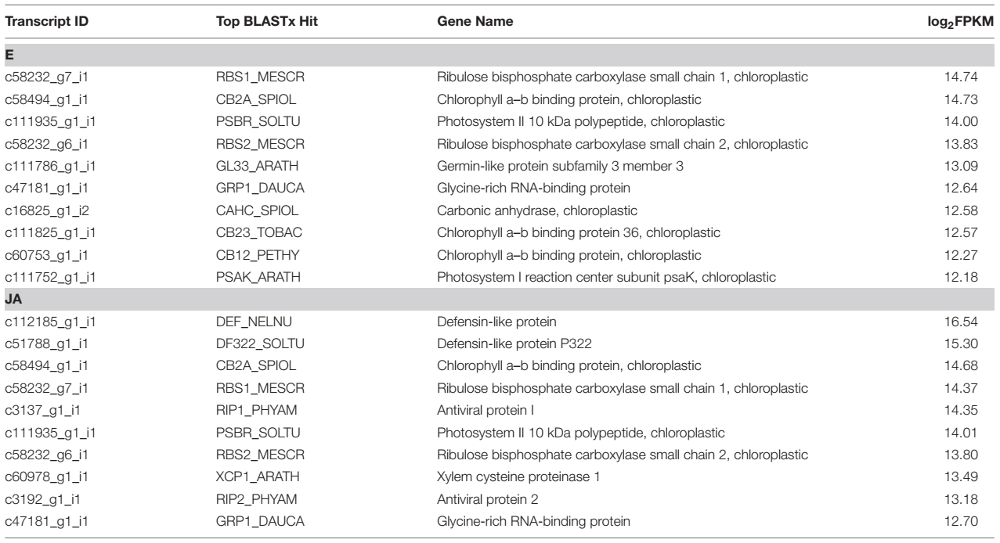 Transcript ID Top BLASTx Hit Gene Name log₂FPKM
E
c58232_g7_i1 RBS1_MESCR Ribulose bisphosphate carboxylase small chain 1, chloroplastic 14.74
c58494_g1_i1 CB2A_SPIOL Chlorophyll a–b binding protein, chloroplastic 14.73
c111935_g1_i1 PSBR_SOLTU Photosystem II 10 kDa polypeptide, chloroplastic 14.00
c58232_g6_i1 RBS2_MESCR Ribulose bisphosphate carboxylase small chain 2, chloroplastic 13.83
c111786_g1_i1 GL33_ARATH Germin-like protein subfamily 3 member 3 13.09
c47181_g1_i1 GRP1_DAUCA Glycine-rich RNA-binding protein 12.64
c16825_g1_i2 CAHC_SPIOL Carbonic anhydrase, chloroplastic 12.58
c111825_g1_i1 CB23_TOBAC Chlorophyll a–b binding protein 36, chloroplastic 12.57
c60753_g1_i1 CB12_PETHY Chlorophyll a–b binding protein, chloroplastic 12.27
c111752_g1_i1 PSAK_ARATH Photosystem I reaction center subunit psaK, chloroplastic 12.18
JA
c112185_g1_i1 DEF_NELNU Defensin-like protein 16.54
c51788_g1_i1 DF322_SOLTU Defensin-like protein P322 15.30
c58494_g1_i1 CB2A_SPIOL Chlorophyll a–b binding protein, chloroplastic 14.68
c58232_g7_i1 RBS1_MESCR Ribulose bisphosphate carboxylase small chain 1, chloroplastic 14.37
c3137_g1_i1 RIP1_PHYAM Antiviral protein I 14.35
c111935_g1_i1 PSBR_SOLTU Photosystem II 10 kDa polypeptide, chloroplastic 14.01
c58232_g6_i1 RBS2_MESCR Ribulose bisphosphate carboxylase small chain 2, chloroplastic 13.80
c60978_g1_i1 XCP1_ARATH Xylem cysteine proteinase 1 13.49
c3192_g1_i1 RIP2_PHYAM Antiviral protein 2 13.18
c47181_g1_i1 GRP1_DAUCA Glycine-rich RNA-binding protein 12.70